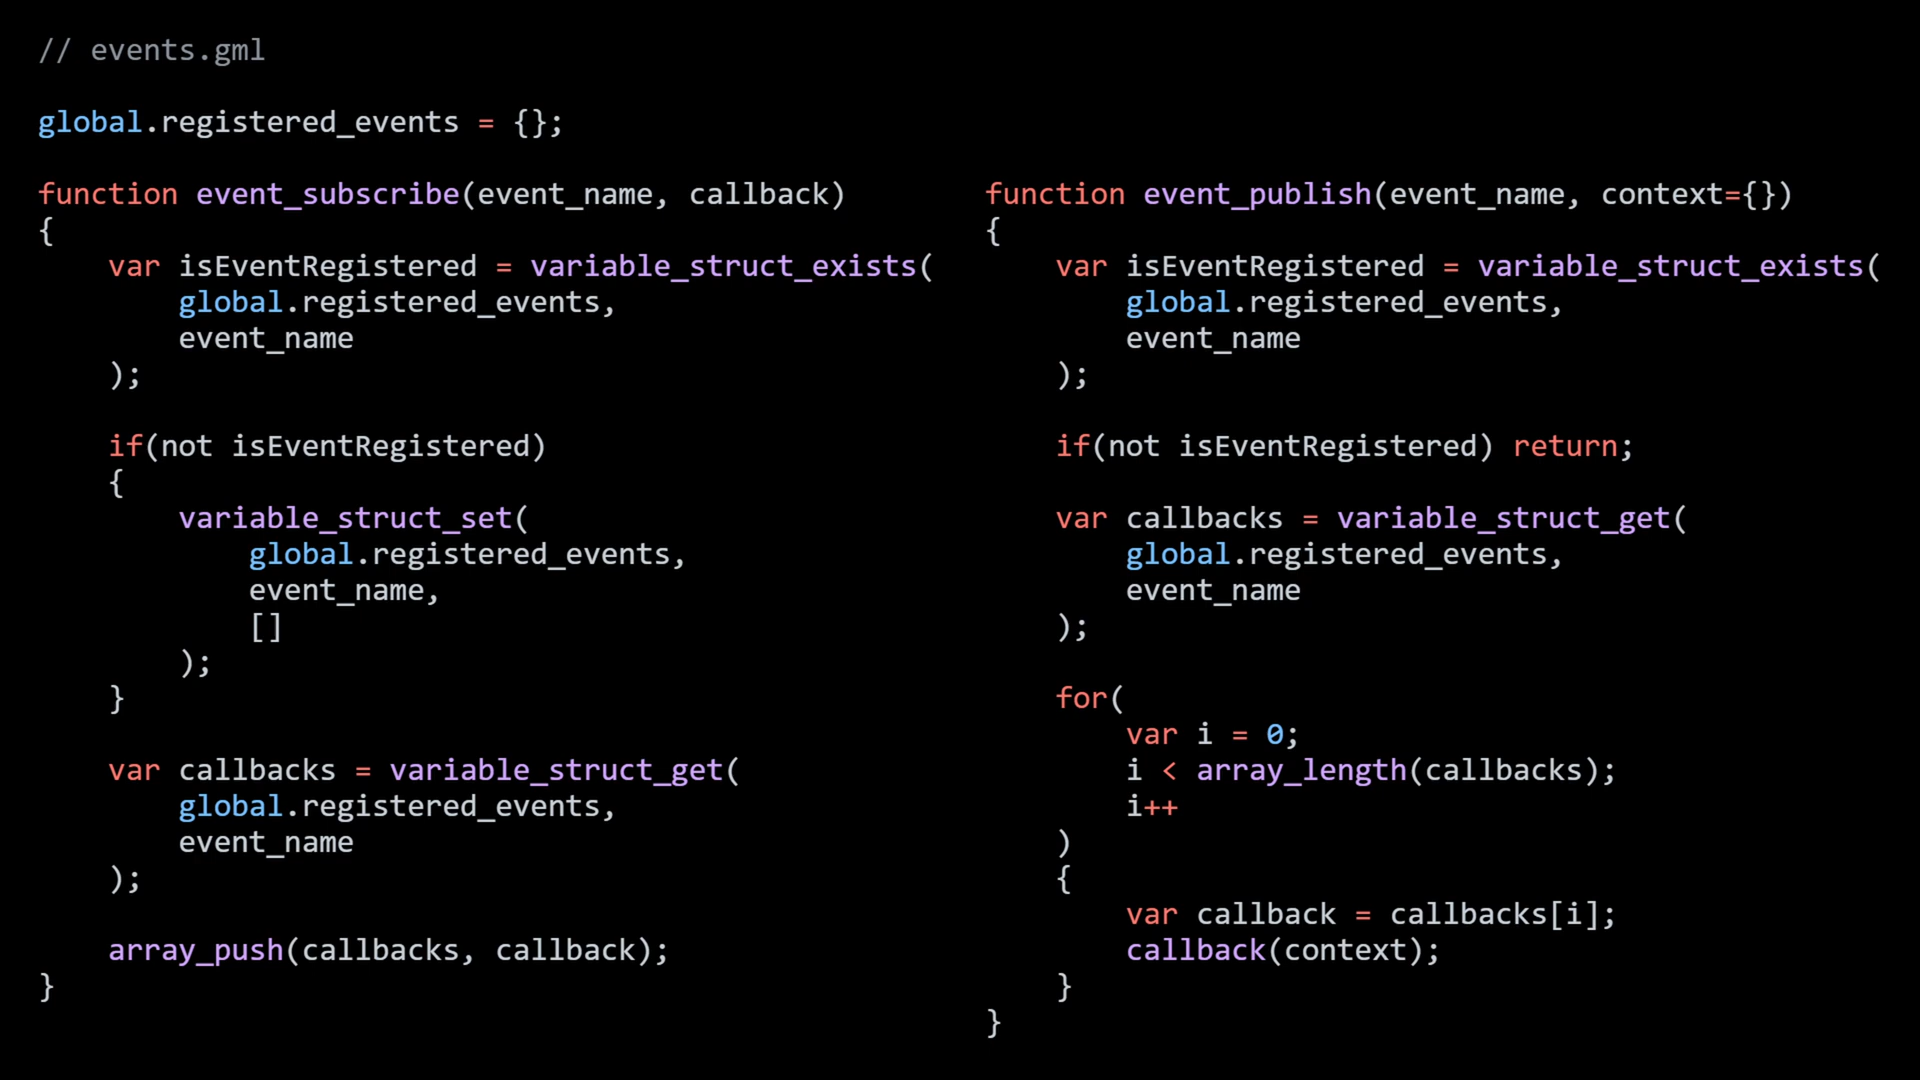 // events.gml
global.registered_events = {};
function event_subscribe(event_name, callback)
{
    var isEventRegistered = variable_struct_exists(
        global.registered_events,
        event_name
    );
    if(not isEventRegistered)
    {
        variable_struct_set(
            global.registered_events,
            event_name,
            []
        );
    }
    var callbacks = variable_struct_get(
        global.registered_events,
        event_name
    );
    array_push(callbacks, callback);
}
function event_publish(event_name, context={})
{
    var isEventRegistered = variable_struct_exists(
        global.registered_events,
        event_name
    );
    if(not isEventRegistered) return;
    var callbacks = variable_struct_get(
        global.registered_events,
        event_name
    );
    for(
        var i = 0;
        i < array_length(callbacks);
        i++
    )
    {
        var callback = callbacks[i];
        callback(context);
    }
}